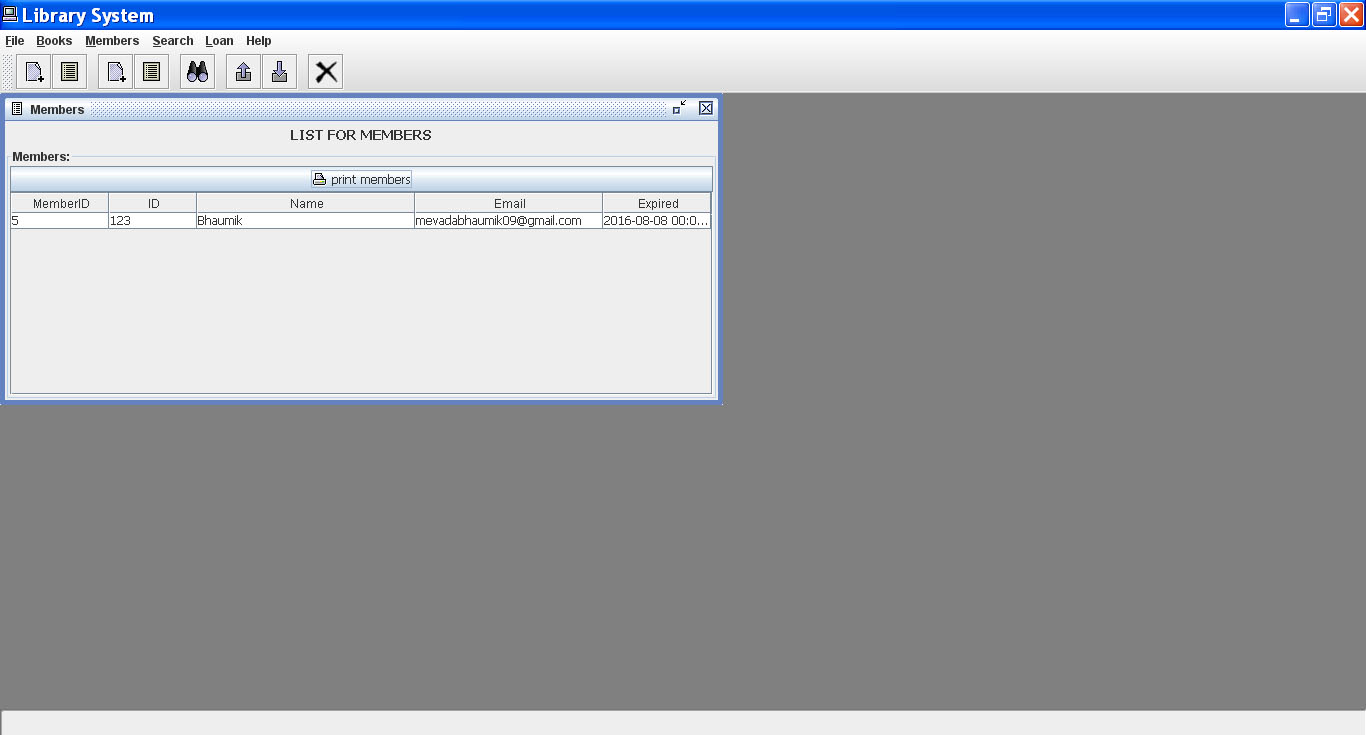 Library System
File Books Members Search Loan Help
Members
LIST FOR MEMBERS
Members:
print members
MemberID ID Name Email Expired
5 123 Bhaumik mevadabhaumik09@gmail.com 2016-08-08 00:0...